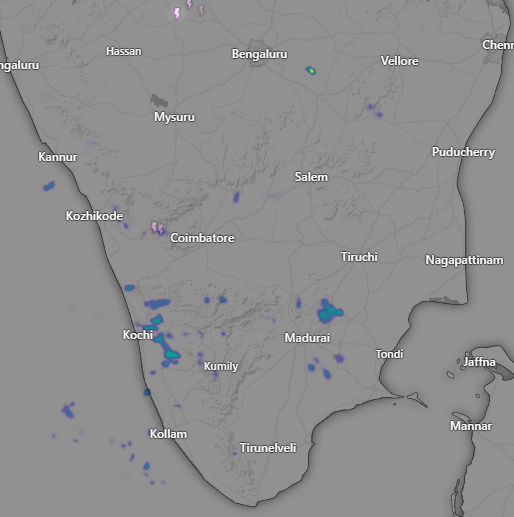 Hassan
Bengaluru
Chenn
ngaluru
Vellore
Mysuru
Kannur
Puducherry
Salem
Kozhikode
Coimbatore
Tiruchi
Nagapattinam
Kochi
Madurai
Tondi
Jaffna
Kumily
Mannar
Kollam
Tirunelveli